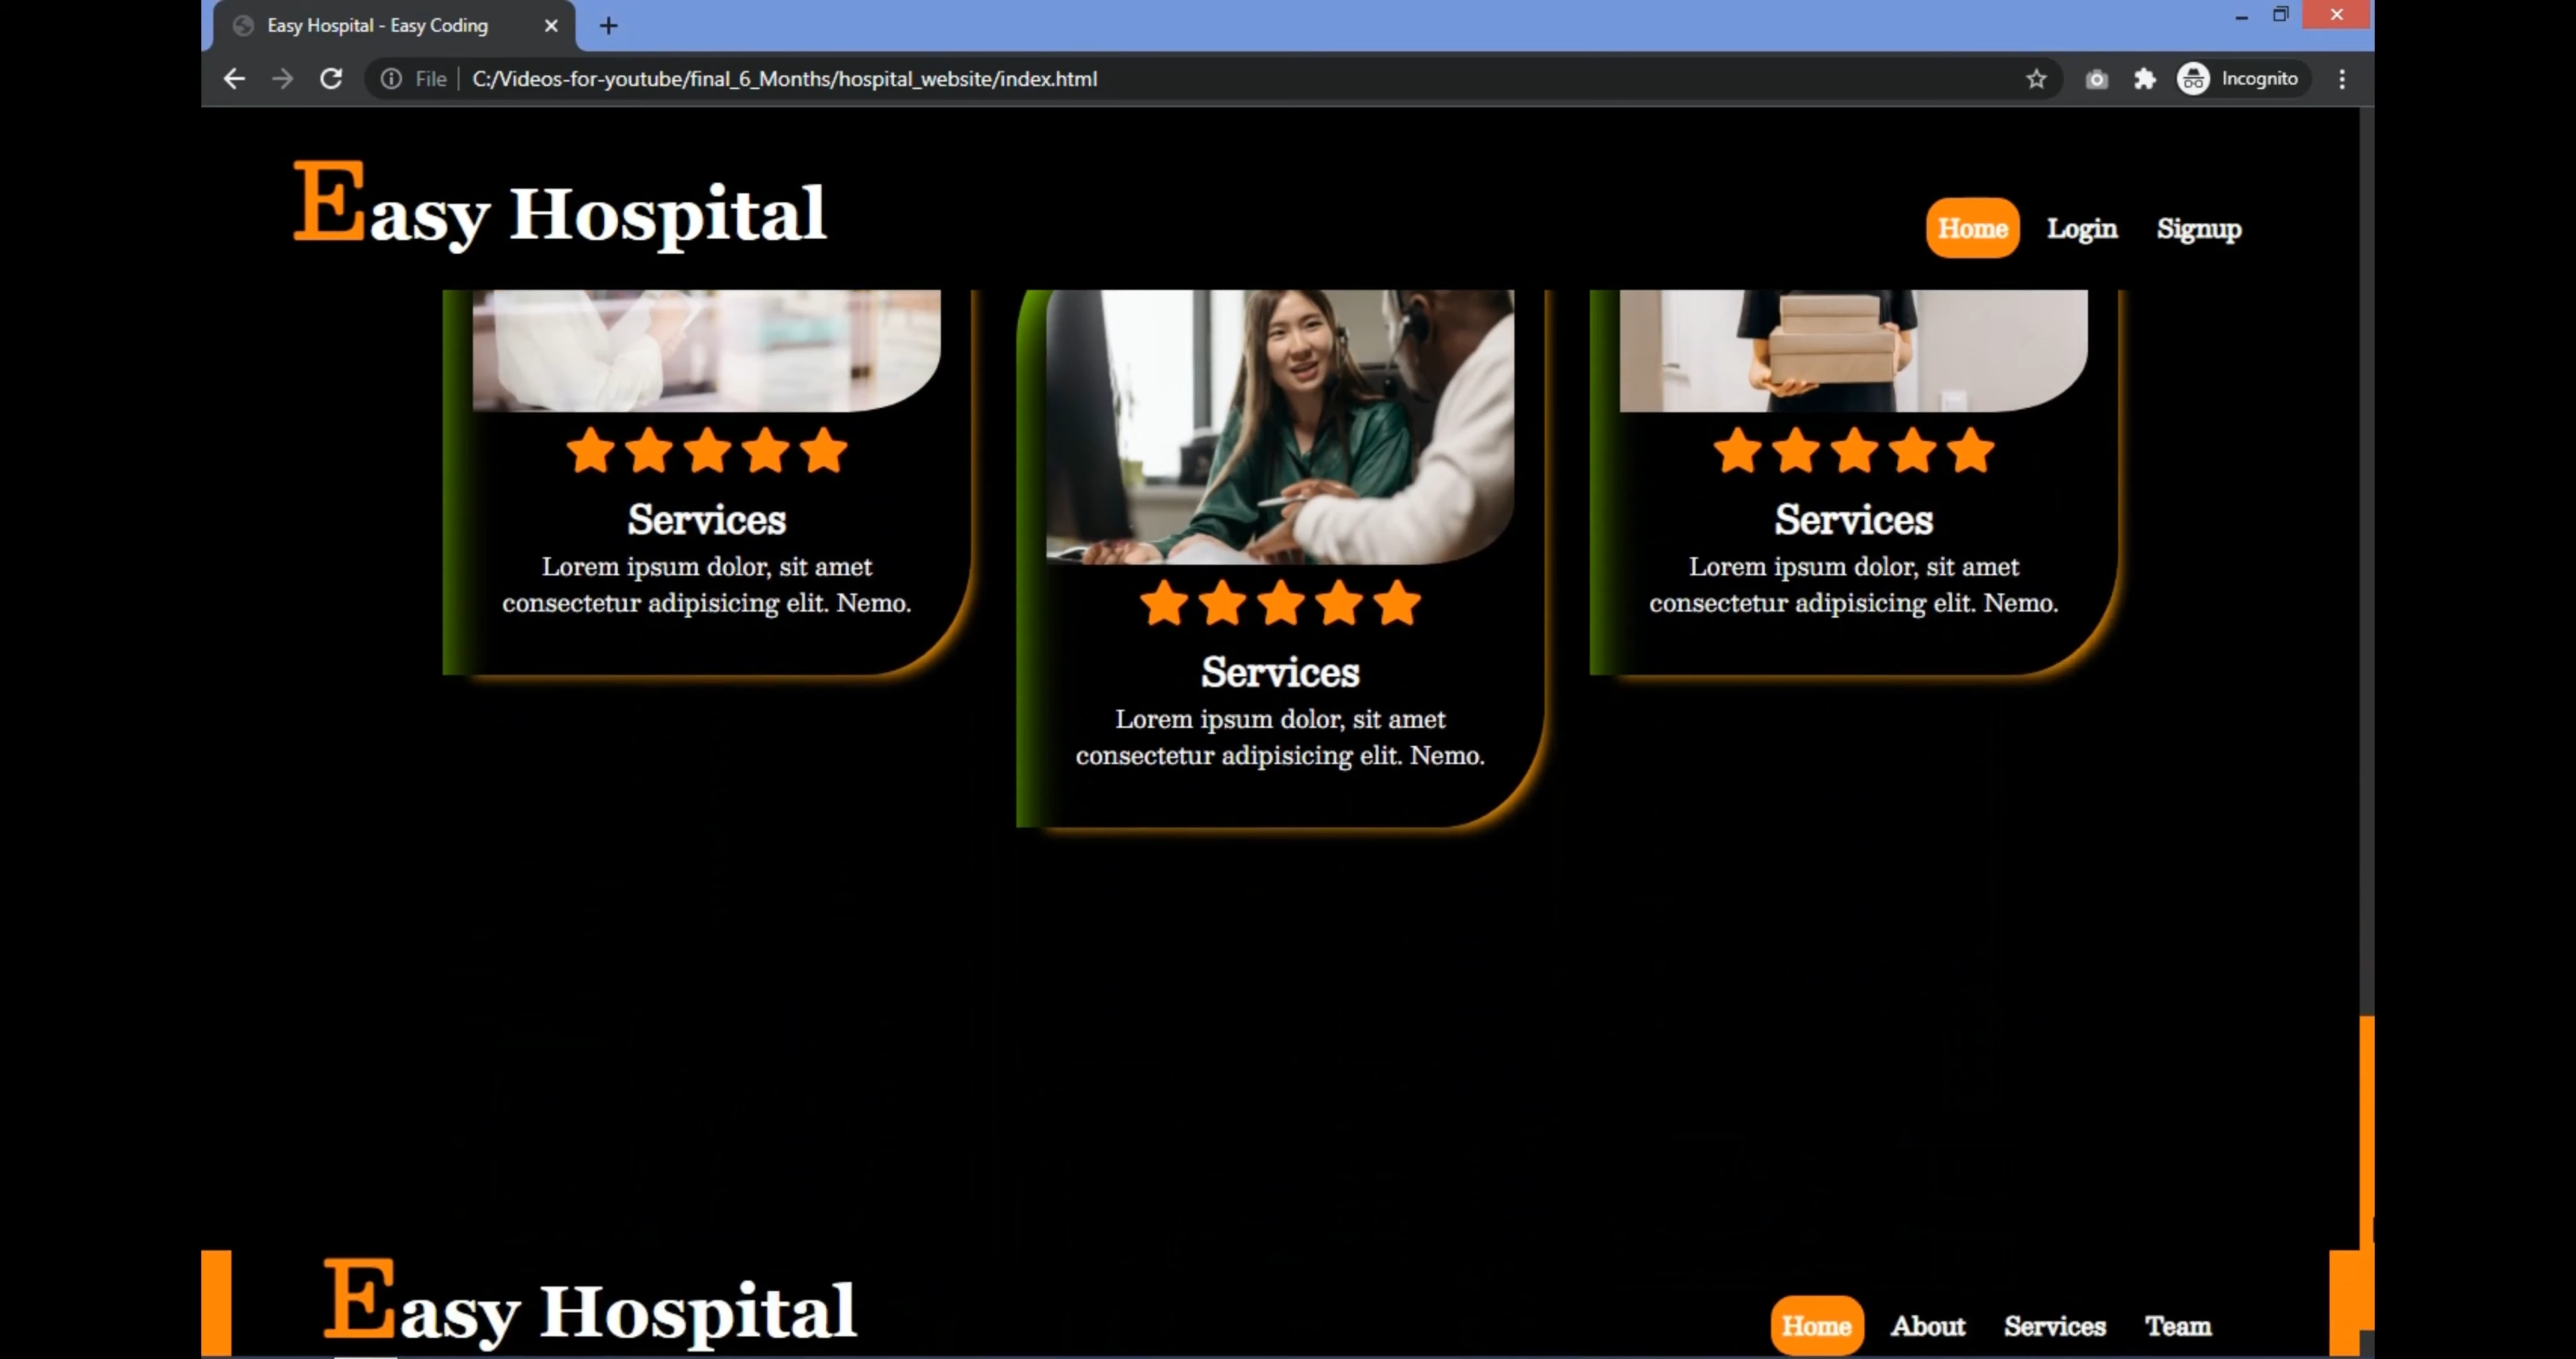 Easy Hospital - Easy Coding
File C:/Videos-for-youtube/final_6_Months/hospital_website/index.html
Incognito
Easy Hospital
Home Login Signup
Services
Lorem ipsum dolor, sit amet
consectetur adipisicing elit. Nemo.
Services
Lorem ipsum dolor, sit amet
consectetur adipisicing elit. Nemo.
Services
Lorem ipsum dolor, sit amet
consectetur adipisicing elit. Nemo.
Easy Hospital
Home About Services Team